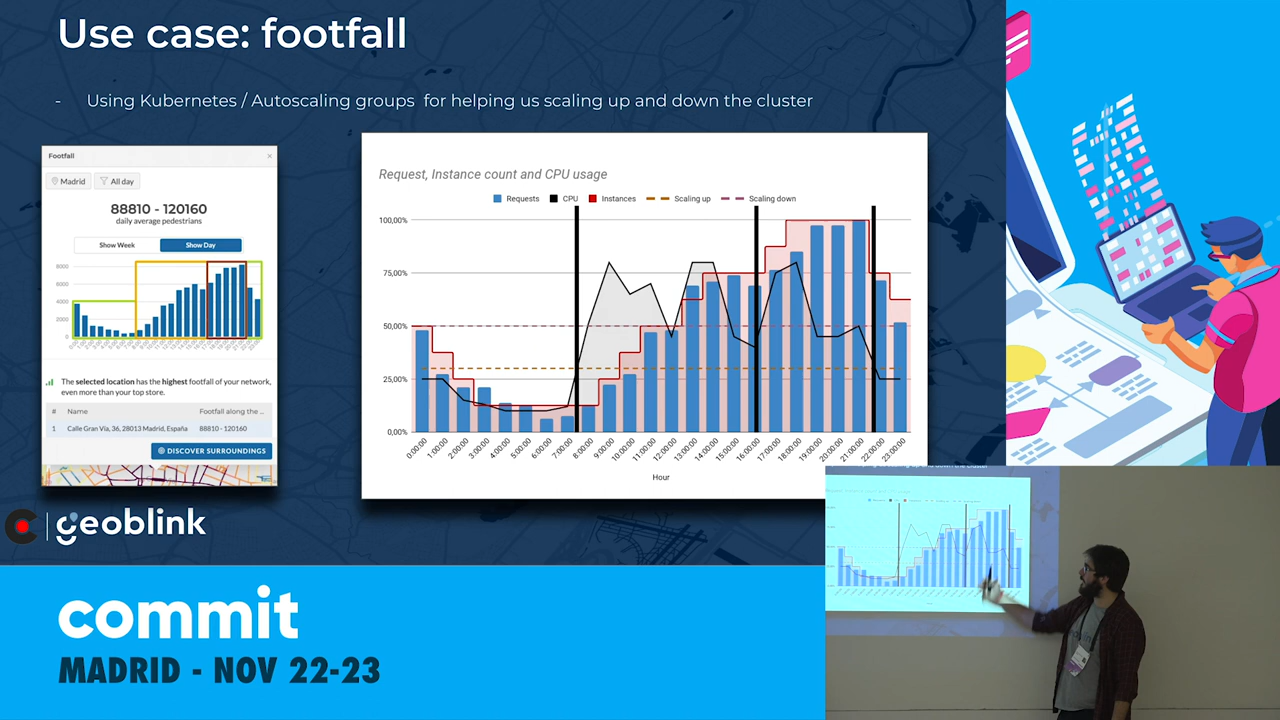 Use case: footfall
- Using Kubernetes / Autoscaling groups for helping us scaling up and down the cluster
Footfall ×
Madrid All day
88810 - 120160
daily average pedestrians
Show Week Show Day
8000
6000
4000
2000
0
The selected location has the highest footfall of your network,
even more than your top store.
# Name Footfall along the ...
1 Calle Gran Vía, 36, 28013 Madrid, España 88810 - 120160
DISCOVER SURROUNDINGS
Request, Instance count and CPU usage
Requests CPU Instances Scaling up Scaling down
100,00%
75,00%
50,00%
25,00%
0,00%
0:00:00 1:00:00 2:00:00 3:00:00 4:00:00 5:00:00 6:00:00 7:00:00 8:00:00 9:00:00 10:00:00 11:00:00 12:00:00 13:00:00 14:00:00 15:00:00 16:00:00 17:00:00 18:00:00 19:00:00 20:00:00 21:00:00 22:00:00 23:00:00
Hour
geoblink
commit
MADRID - NOV 22-23